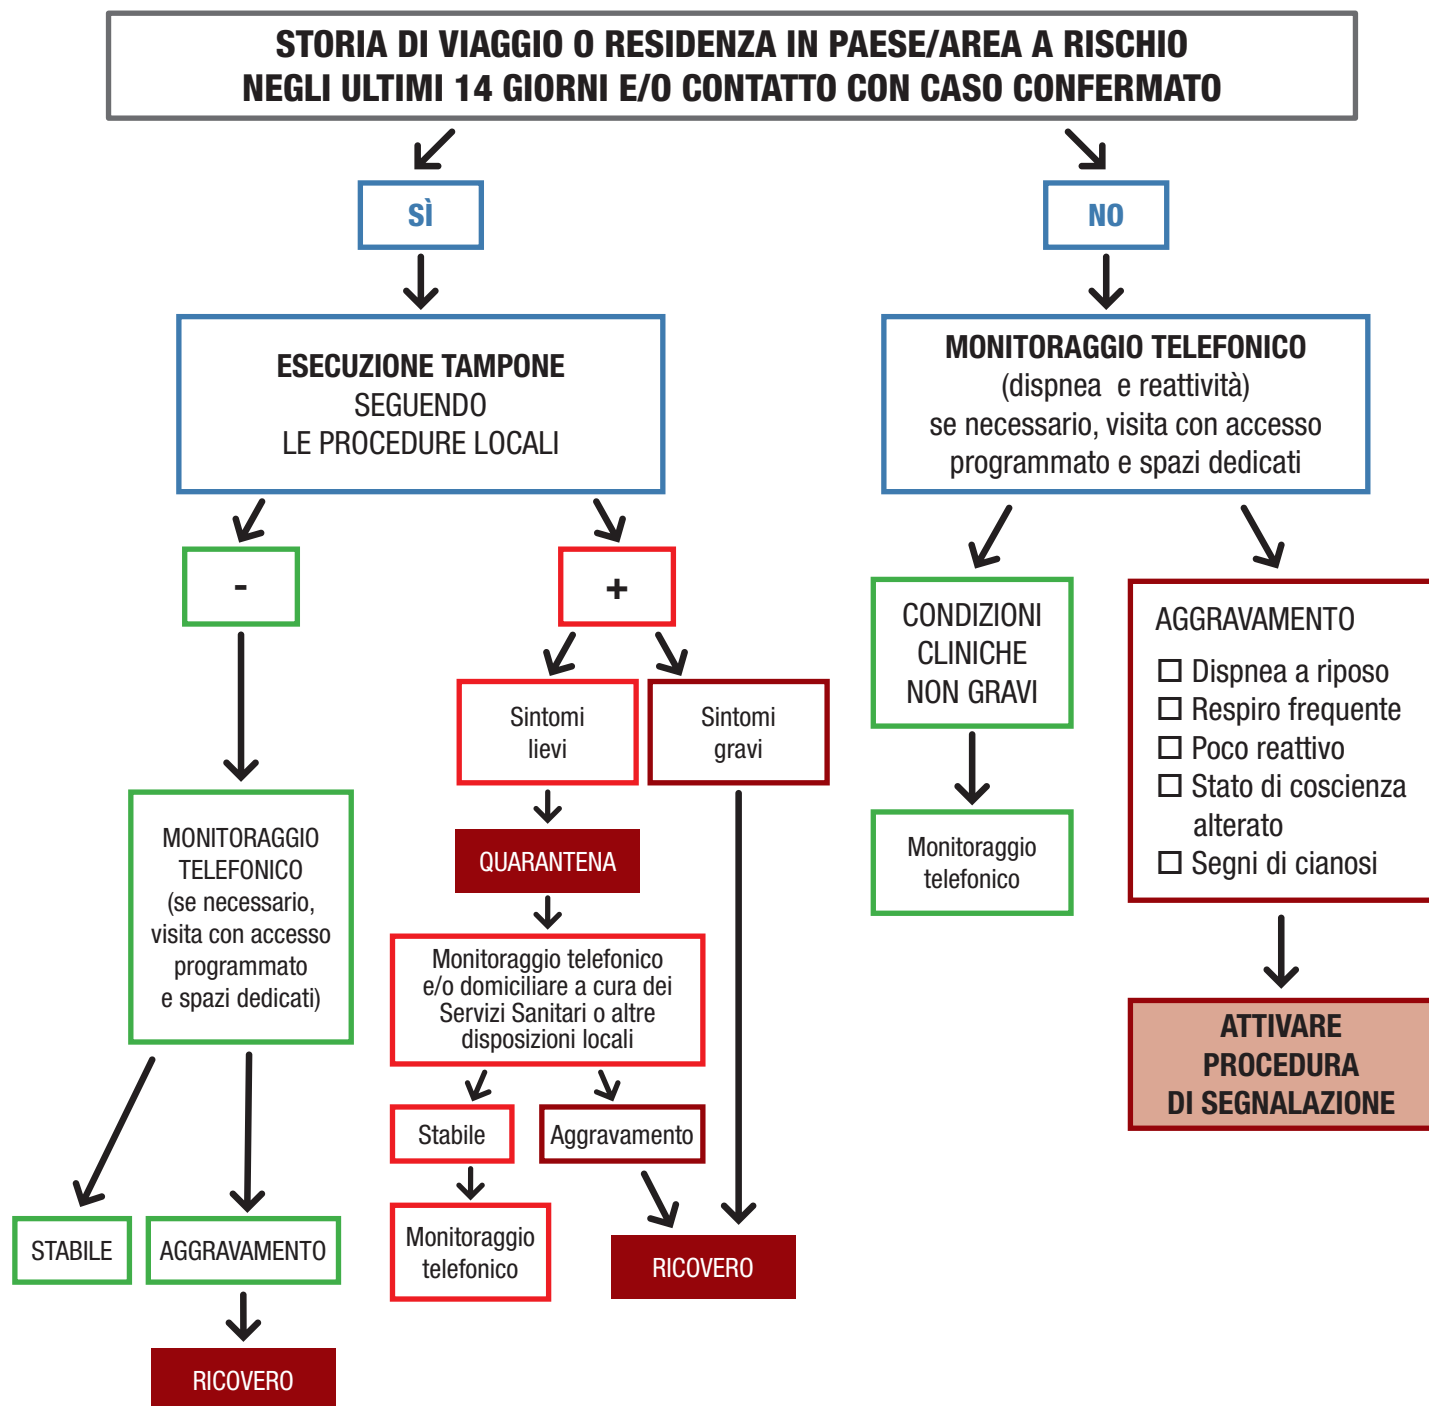 STORIA DI VIAGGIO O RESIDENZA IN PAESE/AREA A RISCHIO
NEGLI ULTIMI 14 GIORNI E/O CONTATTO CON CASO CONFERMATO
SÌ
NO
ESECUZIONE TAMPONE
SEGUENDO
LE PROCEDURE LOCALI
MONITORAGGIO TELEFONICO
(dispnea e reattività)
se necessario, visita con accesso
programmato e spazi dedicati
-
+
CONDIZIONI
CLINICHE
NON GRAVI
AGGRAVAMENTO
☐ Dispnea a riposo
☐ Respiro frequente
☐ Poco reattivo
☐ Stato di coscienza
alterato
☐ Segni di cianosi
Sintomi
lievi
Sintomi
gravi
MONITORAGGIO
TELEFONICO
(se necessario,
visita con accesso
programmato
e spazi dedicati)
QUARANTENA
Monitoraggio
telefonico
Monitoraggio telefonico
e/o domiciliare a cura dei
Servizi Sanitari o altre
disposizioni locali
ATTIVARE
PROCEDURA
DI SEGNALAZIONE
Stabile
Aggravamento
STABILE
AGGRAVAMENTO
Monitoraggio
telefonico
RICOVERO
RICOVERO